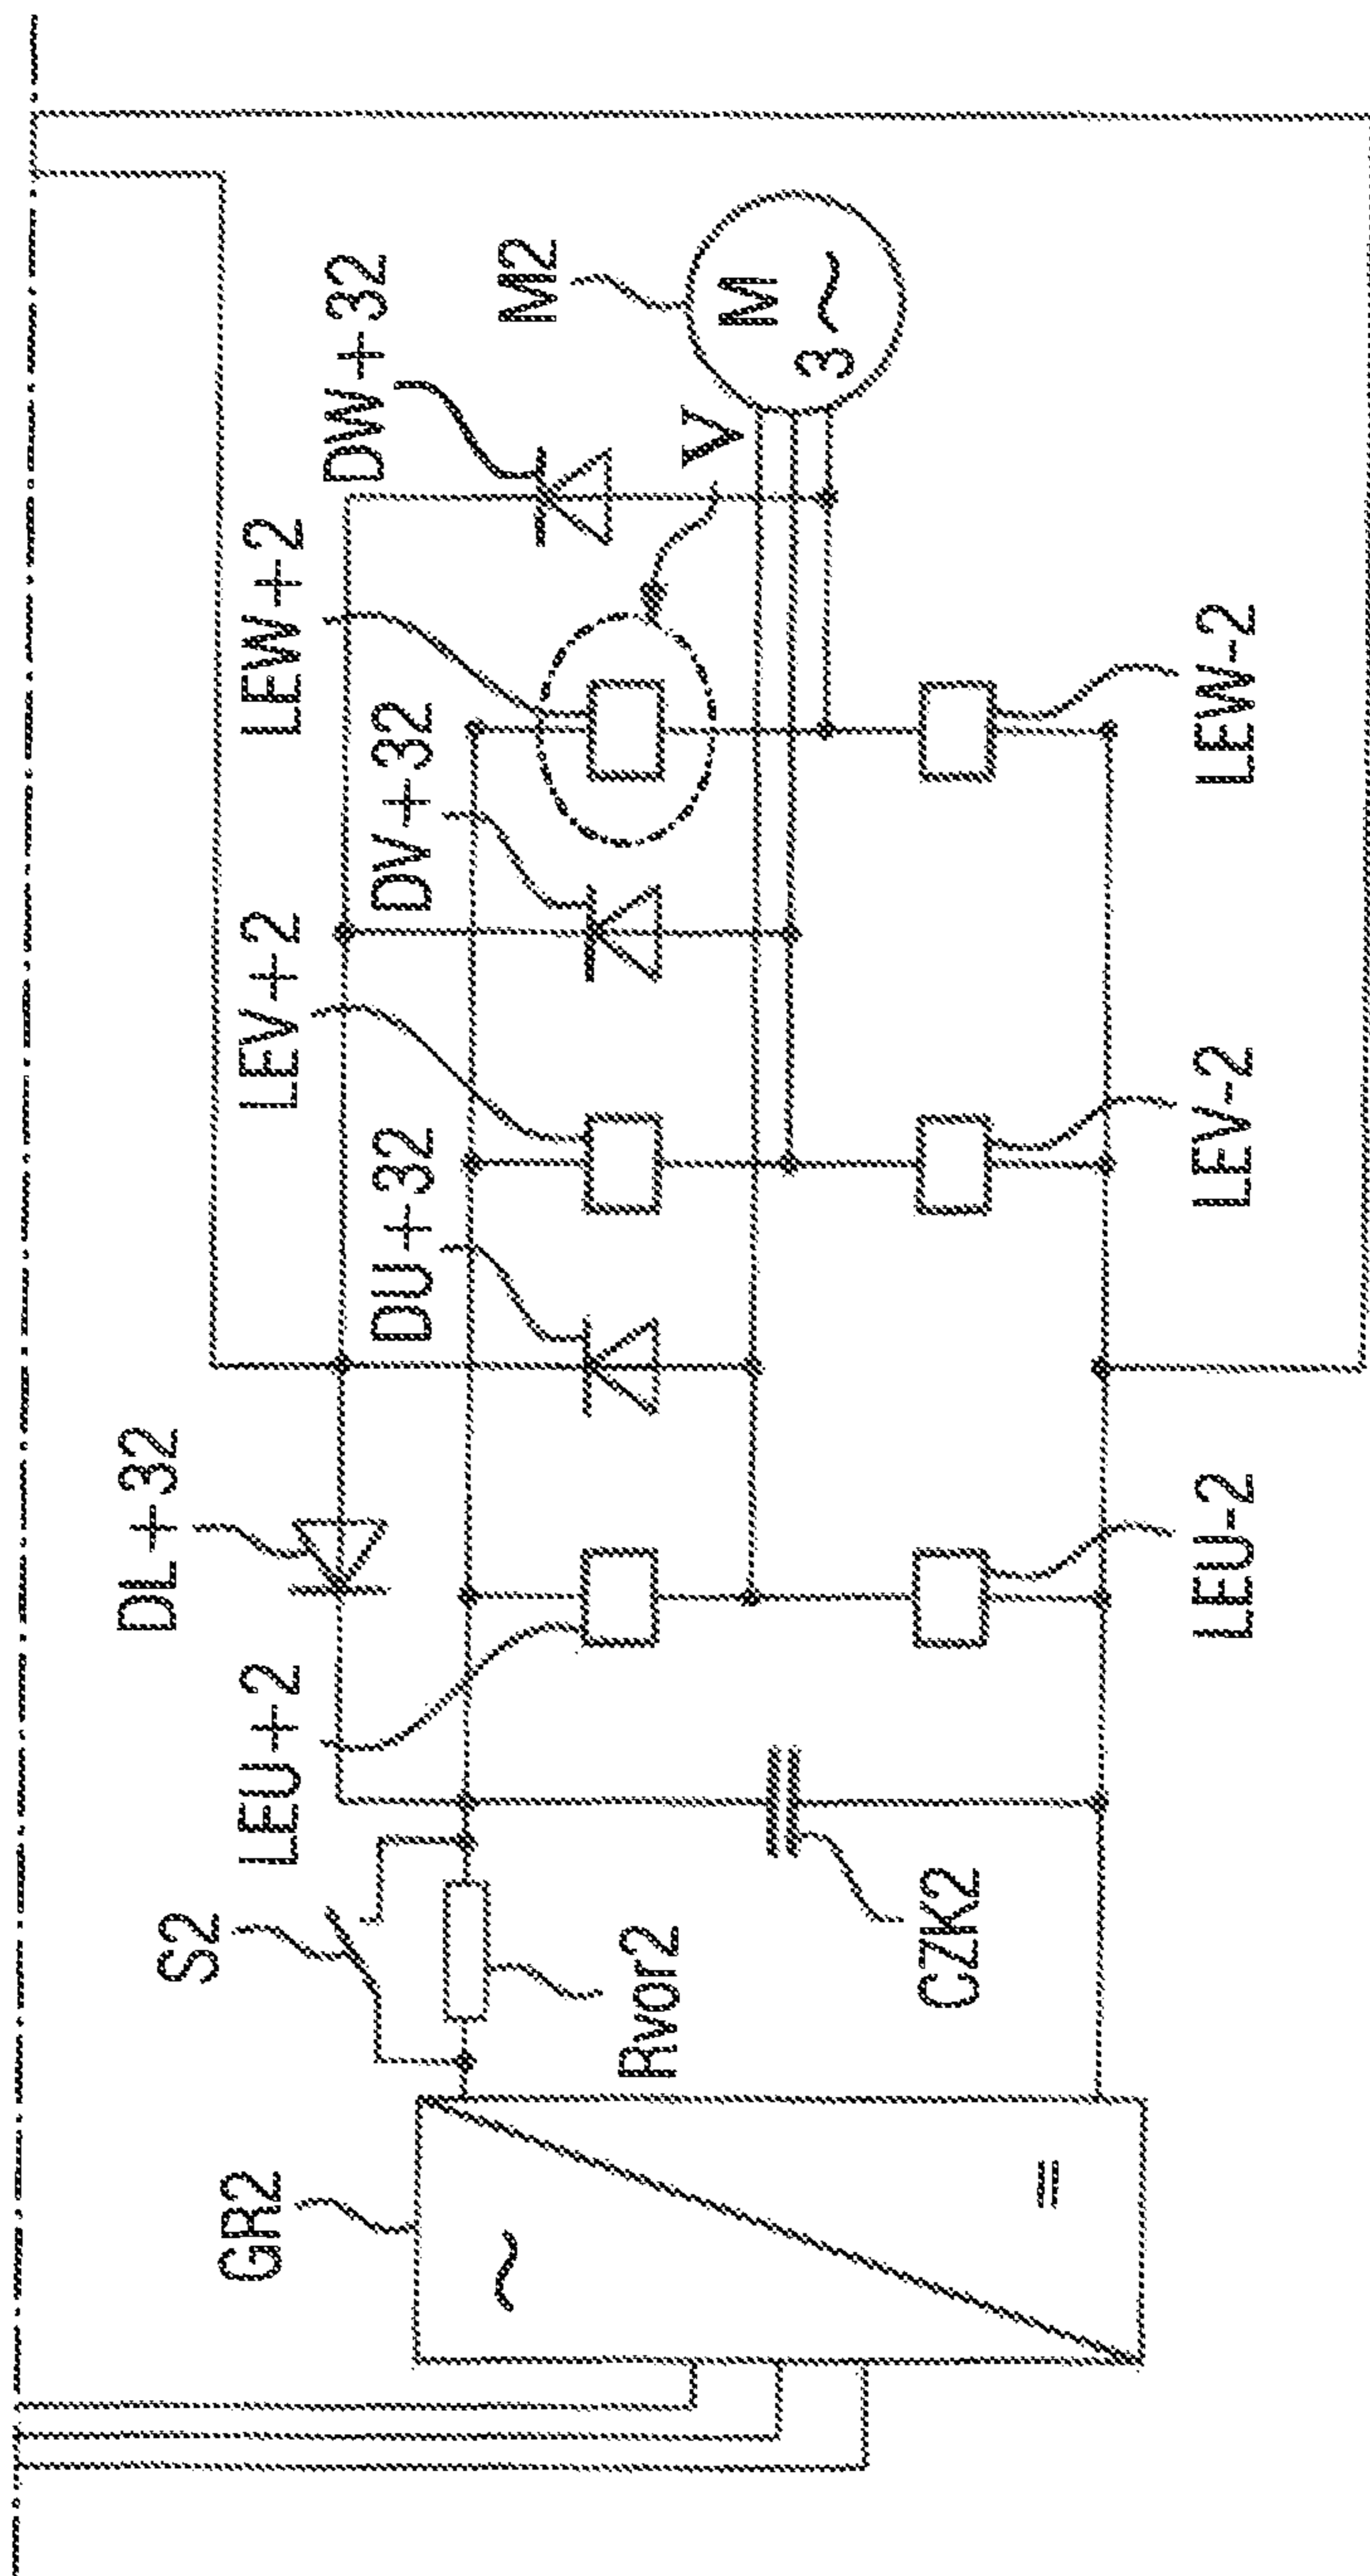 GR2
S2
Rvor2
LEU+2
CZK2
DL+32
LEU-2
DU+32
LEV+2
LEV-2
DV+32
LEW+2
LEW-2
DW+32
V
M2
M
3~
~
=